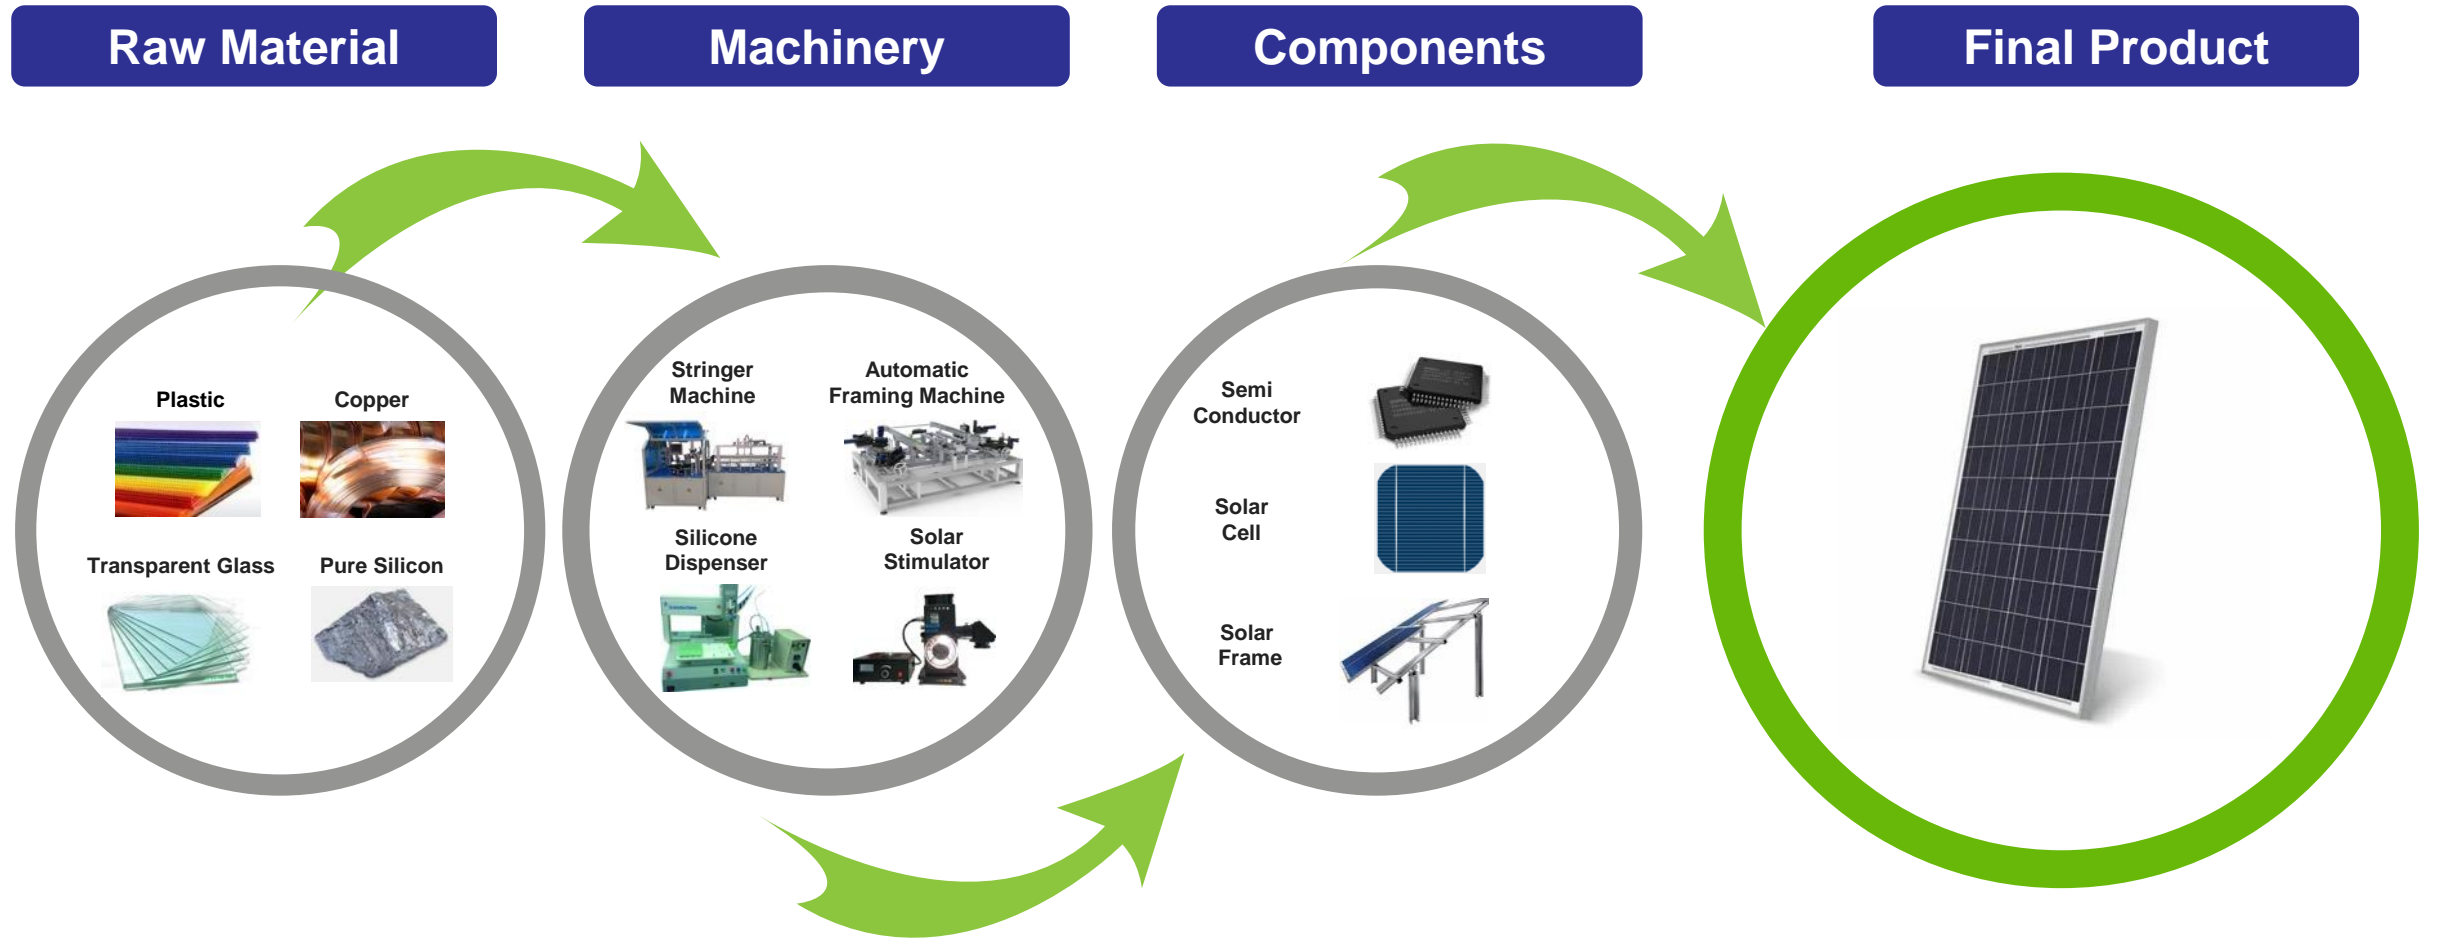 Raw Material
Machinery
Components
Final Product
Plastic
Copper
Transparent Glass
Pure Silicon
Stringer
Machine
Automatic
Framing Machine
Silicone
Dispenser
Solar
Stimulator
Semi
Conductor
Solar
Cell
Solar
Frame